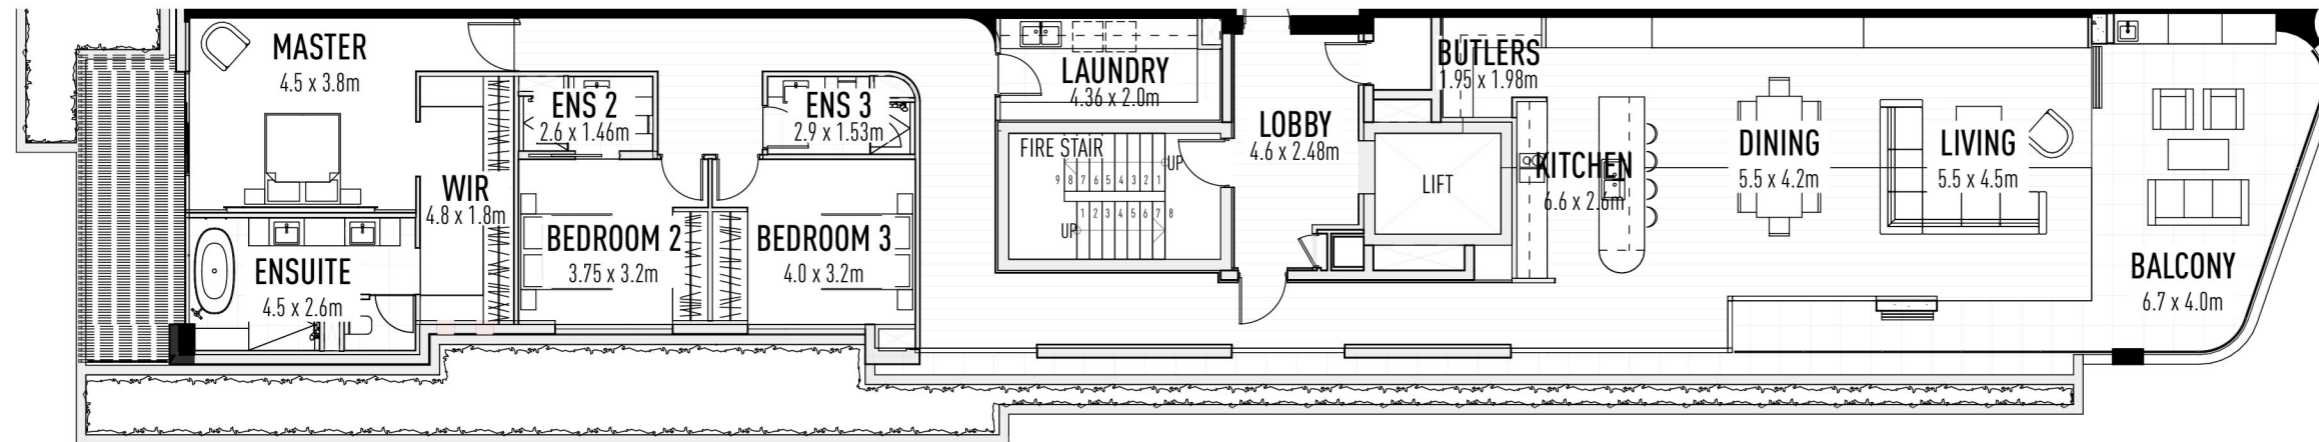 MASTER
4.5 x 3.8m
WIR
4.8 x 1.8m
ENSUITE
4.5 x 2.6m
ENS 2
2.6 x 1.46m
ENS 3
2.9 x 1.53m
BEDROOM 2
3.75 x 3.2m
BEDROOM 3
4.0 x 3.2m
LAUNDRY
4.36 x 2.0m
FIRE STAIR
UP
9 8 7 6 5 4 3 2 1
1 2 3 4 5 6 7 8
UP
LOBBY
4.6 x 2.48m
LIFT
BUTLERS
1.95 x 1.98m
KITCHEN
6.6 x 2.6m
DINING
5.5 x 4.2m
LIVING
5.5 x 4.5m
BALCONY
6.7 x 4.0m